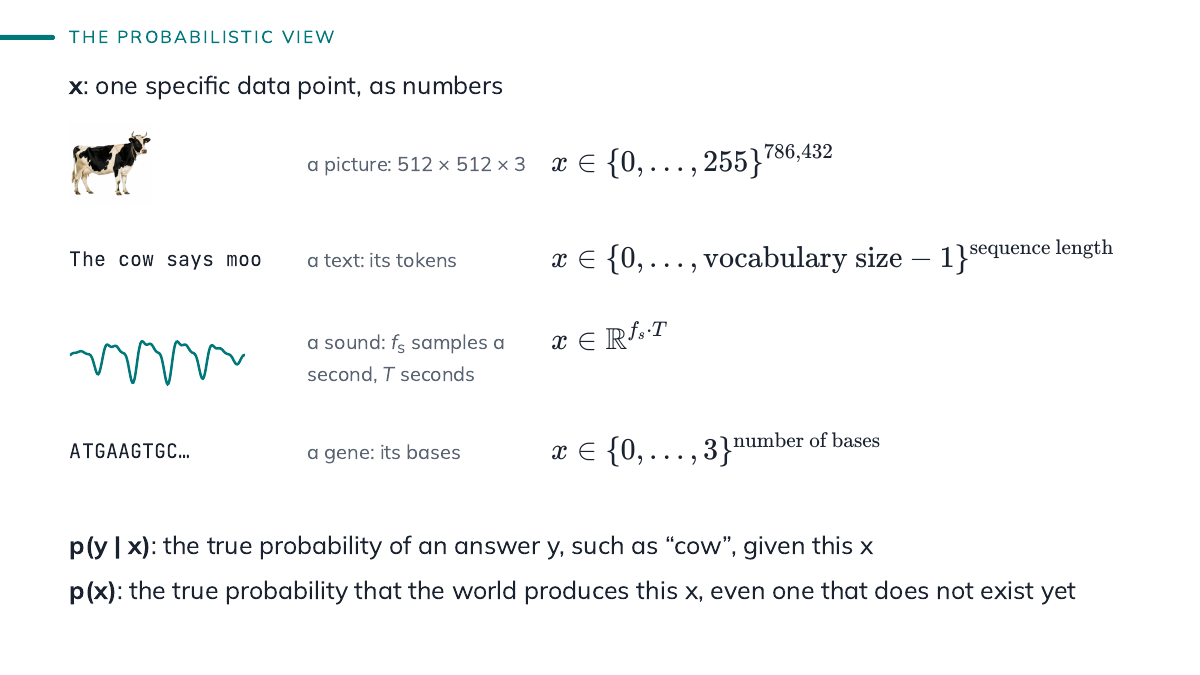 THE PROBABILISTIC VIEW
x: one specific data point, as numbers
a picture: 512 × 512 × 3 x ∈ {0, . . . , 255}^786,432
The cow says moo a text: its tokens x ∈ {0, . . . , vocabulary size − 1}^sequence length
a sound: fₛ samples a second, T seconds x ∈ ℝ^fₛ·T
ATGAAGTGC… a gene: its bases x ∈ {0, . . . , 3}^number of bases
p(y | x): the true probability of an answer y, such as “cow”, given this x
p(x): the true probability that the world produces this x, even one that does not exist yet